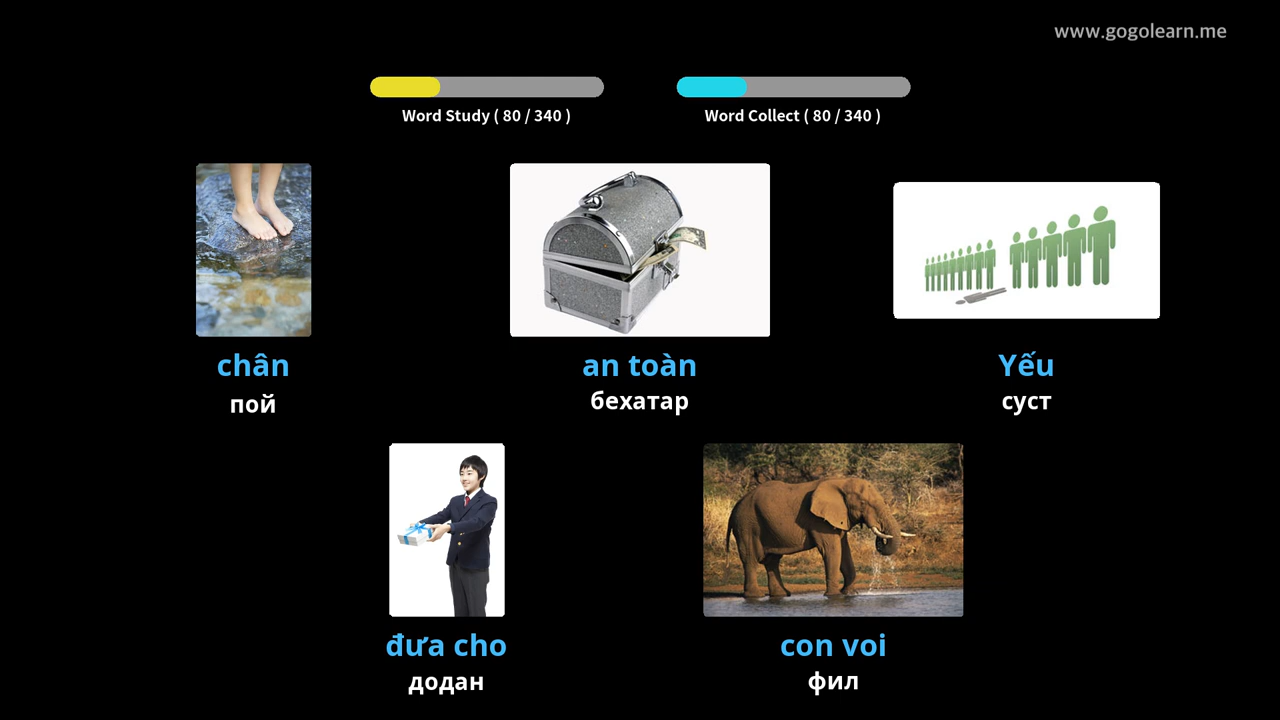 www.gogolearn.me
Word Study ( 80 / 340 )
Word Collect ( 80 / 340 )
chân
пой
an toàn
бехатар
Yếu
суст
đưa cho
додан
con voi
фил